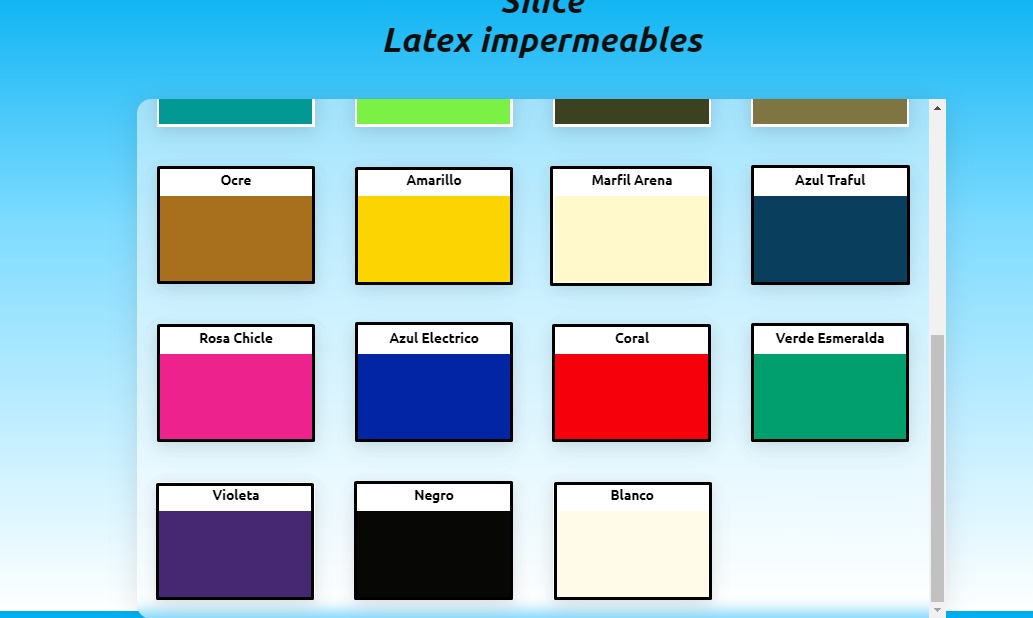 Silice
Latex impermeables
Ocre
Amarillo
Marfil Arena
Azul Traful
Rosa Chicle
Azul Electrico
Coral
Verde Esmeralda
Violeta
Negro
Blanco